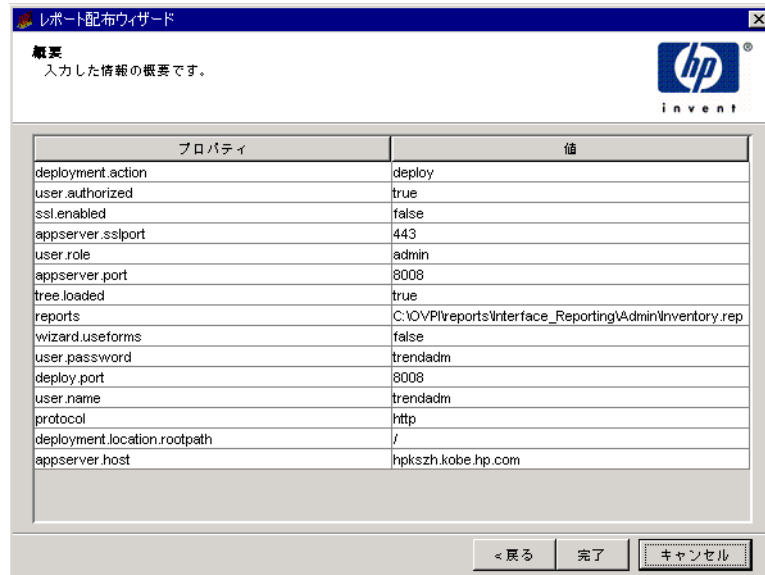 レポート配布ウィザード
概要
入力した情報の概要です。
hp
®
invent
プロパティ 値
deployment.action deploy
user.authorized true
ssl.enabled false
appserver.sslport 443
user.role admin
appserver.port 8008
tree.loaded true
reports C:\OVPI\reports\Interface_Reporting\Admin\Inventory.rep
wizard.useforms false
user.password trendadm
deploy.port 8008
user.name trendadm
protocol http
deployment.location.rootpath /
appserver.host hpkszh.kobe.hp.com
<戻る 完了 キャンセル